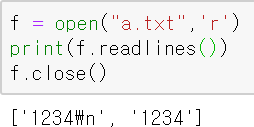 f = open("a.txt",'r')
print(f.readlines())
f.close()
['1234₩n', '1234']